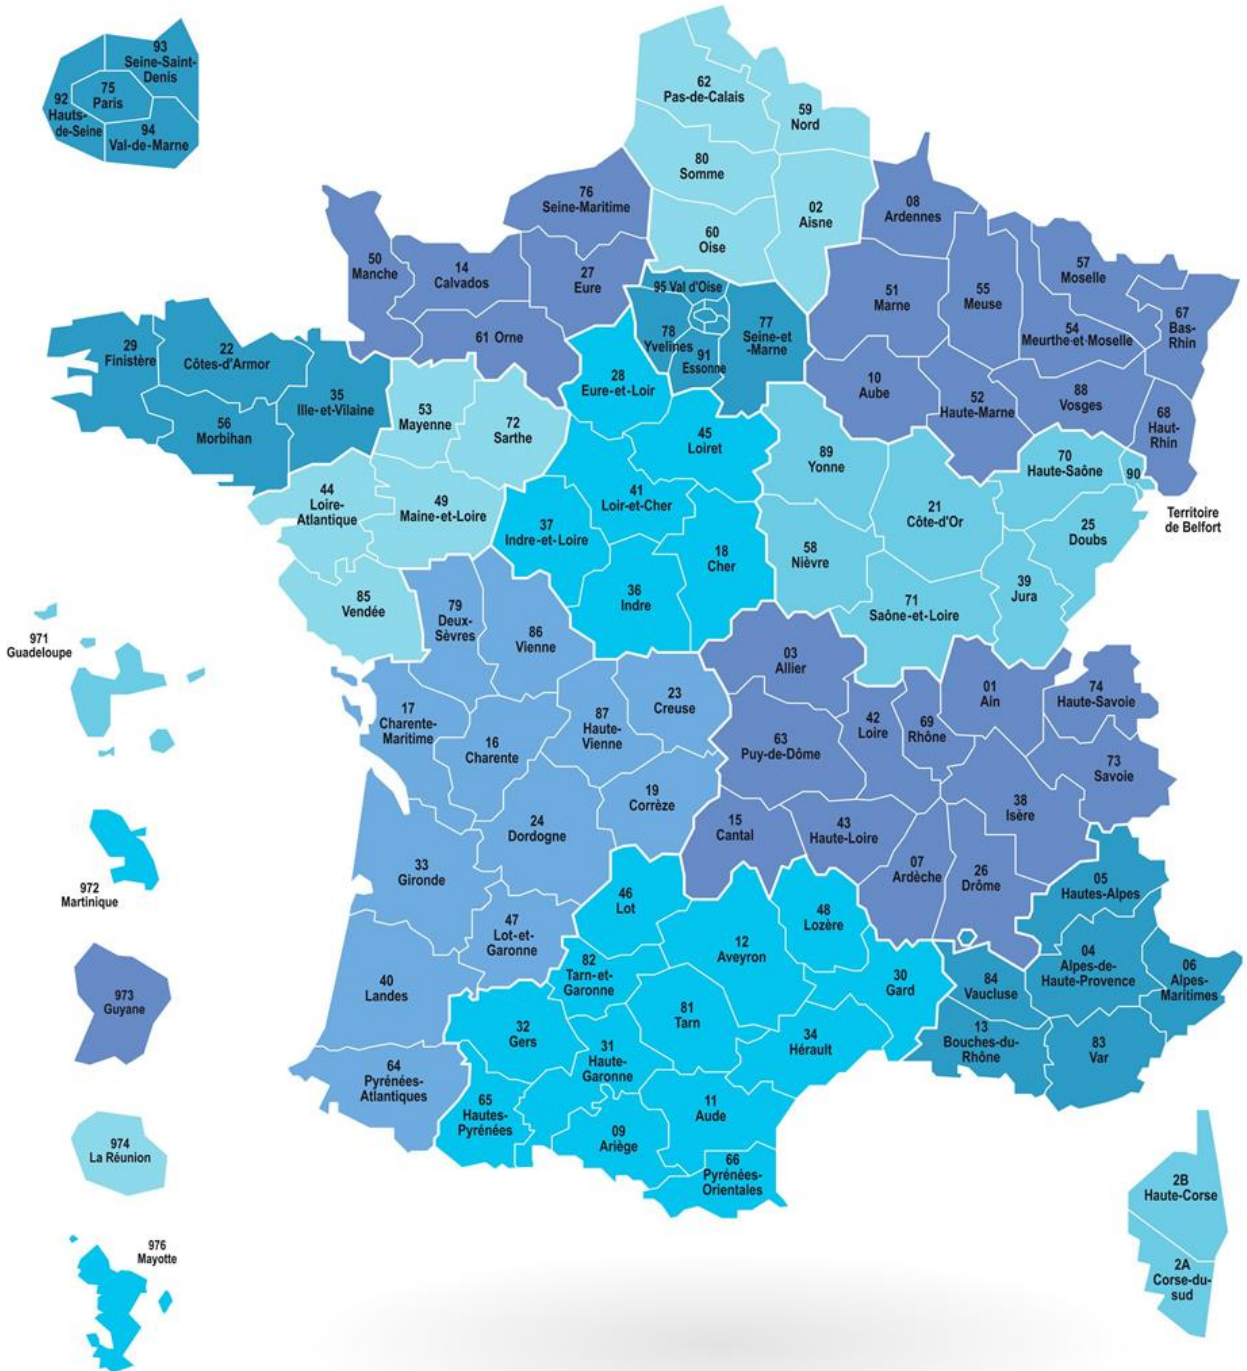 93
Seine-Saint-
Denis
75
Paris
92
Hauts-
de-Seine
94
Val-de-Marne
62
Pas-de-Calais
59
Nord
80
Somme
02
Aisne
60
Oise
76
Seine-Maritime
27
Eure
50
Manche
14
Calvados
61 Orne
08
Ardennes
51
Marne
55
Meuse
57
Moselle
54
Meurthe-et-Moselle
67
Bas-
Rhin
10
Aube
52
Haute-Marne
88
Vosges
68
Haut-
Rhin
95 Val d'Oise
78
Yvelines
91
Essonne
77
Seine-et
-Marne
29
Finistère
22
Côtes-d'Armor
35
Ille-et-Vilaine
56
Morbihan
53
Mayenne
72
Sarthe
44
Loire-
Atlantique
49
Maine-et-Loire
85
Vendée
28
Eure-et-Loir
45
Loiret
41
Loir-et-Cher
37
Indre-et-Loire
18
Cher
36
Indre
89
Yonne
21
Côte-d'Or
70
Haute-Saône
90
Territoire
de Belfort
25
Doubs
58
Nièvre
71
Saône-et-Loire
39
Jura
79
Deux-
Sèvres
86
Vienne
17
Charente-
Maritime
16
Charente
87
Haute-
Vienne
23
Creuse
19
Corrèze
24
Dordogne
33
Gironde
47
Lot-et-
Garonne
40
Landes
64
Pyrénées-
Atlantiques
03
Allier
63
Puy-de-Dôme
42
Loire
69
Rhône
01
Ain
74
Haute-Savoie
73
Savoie
38
Isère
15
Cantal
43
Haute-Loire
07
Ardèche
26
Drôme
46
Lot
12
Aveyron
48
Lozère
30
Gard
82
Tarn-et-
Garonne
81
Tarn
34
Hérault
32
Gers
31
Haute-
Garonne
65
Hautes-
Pyrénées
09
Ariège
11
Aude
66
Pyrénées-
Orientales
05
Hautes-Alpes
04
Alpes-de-
Haute-Provence
06
Alpes-
Maritimes
84
Vaucluse
13
Bouches-du-
Rhône
83
Var
2B
Haute-Corse
2A
Corse-du-
sud
971
Guadeloupe
972
Martinique
973
Guyane
974
La Réunion
976
Mayotte